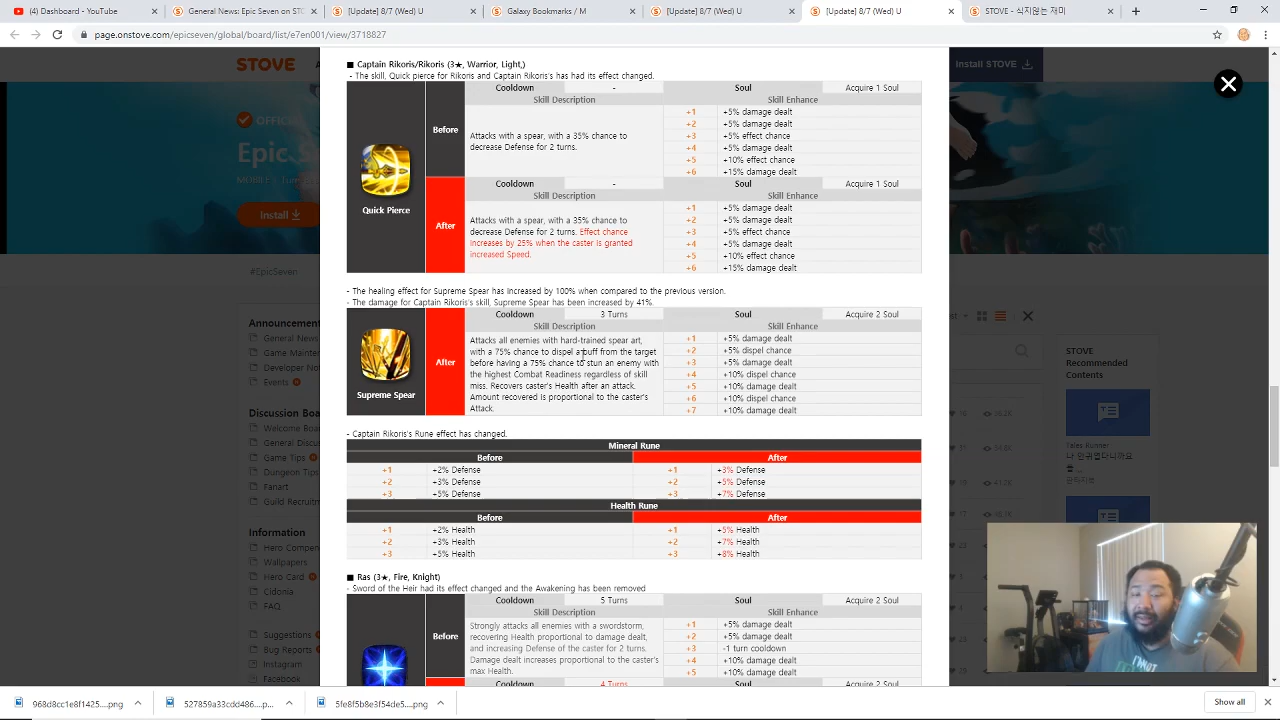 (4) Dashboard - YouTube
General News: Epic Seven on STO
[Update] 8/7 (Wed) U
Galaxy Bookmarks / M
[Update] 8/7 (Wed) U
[Update] 8/7 (Wed) U
STOVE - 식지않는 재미
page.onstove.com/epicseven/global/board/list/e7en001/view/3718827
STOVE
Install STOVE
OFFICI
Epic S
Install
#EpicSeven
■ Captain Rikoris/Rikoris (3★, Warrior, Light,)
- The skill, Quick pierce for Rikoris and Captain Rikoris's has had its effect changed.
Cooldown - Soul Acquire 1 Soul
Skill Description Skill Enhance
Quick Pierce
Before
Attacks with a spear, with a 35% chance to
decrease Defense for 2 turns.
+1 +5% damage dealt
+2 +5% damage dealt
+3 +5% effect chance
+4 +5% damage dealt
+5 +10% effect chance
+6 +15% damage dealt
Cooldown - Soul Acquire 1 Soul
Skill Description Skill Enhance
After
Attacks with a spear, with a 35% chance to
decrease Defense for 2 turns. Effect chance
increases by 25% when the caster is granted
increased Speed.
+1 +5% damage dealt
+2 +5% damage dealt
+3 +5% effect chance
+4 +5% damage dealt
+5 +10% effect chance
+6 +15% damage dealt
- The healing effect for Supreme Spear has Increased by 100% when compared to the previous version.
- The damage for Captain Rikoris's skill, Supreme Spear has been increased by 41%.
Cooldown 3 Turns Soul Acquire 2 Soul
Skill Description Skill Enhance
Supreme Spear
After
Attacks all enemies with hard-trained spear art,
with a 75% chance to dispel a buff from the target
before having a 75% chance to stun an enemy with
the highest Combat Readiness regardless of skill
miss. Recovers caster's Health after an attack.
Amount recovered is proportional to the caster's
Attack.
+1 +5% damage dealt
+2 +5% dispel chance
+3 +5% damage dealt
+4 +10% dispel chance
+5 +10% damage dealt
+6 +10% dispel chance
+7 +10% damage dealt
- Captain Rikoris's Rune effect has changed.
Mineral Rune
Before After
+1 +2% Defense +1 +3% Defense
+2 +3% Defense +2 +5% Defense
+3 +5% Defense +3 +7% Defense
Health Rune
Before After
+1 +2% Health +1 +5% Health
+2 +3% Health +2 +7% Health
+3 +5% Health +3 +8% Health
■ Ras (3★, Fire, Knight)
- Sword of the Heir had its effect changed and the Awakening has been removed
Cooldown 5 Turns Soul Acquire 2 Soul
Skill Description Skill Enhance
Before
Strongly attacks all enemies with a swordstorm,
recovering Health proportional to damage dealt,
and increasing Defense of the caster for 2 turns.
Damage dealt increases proportional to the caster's
max Health.
+1 +5% damage dealt
+2 +5% damage dealt
+3 -1 turn cooldown
+4 +10% damage dealt
+5 +10% damage dealt
Cooldown 4 Turns Soul Acquire 2 Soul
Announcement
General News
Game Mainten
Developer Not
Events
Discussion Boa
Welcome Boar
General Discu
Game Tips
Dungeon Tips
Fanart
Guild Recruitm
Information
Hero Compen
Wallpapers
Hero Card
Cidonia
FAQ
Suggestions
Bug Reports
Instagram
Facebook
STOVE
Recommended
Contents
Tales Runner
968d8cc1e8f1425....png
527859a33cdd486....p...
5fe8f5b8e3f54de5....png
Show all